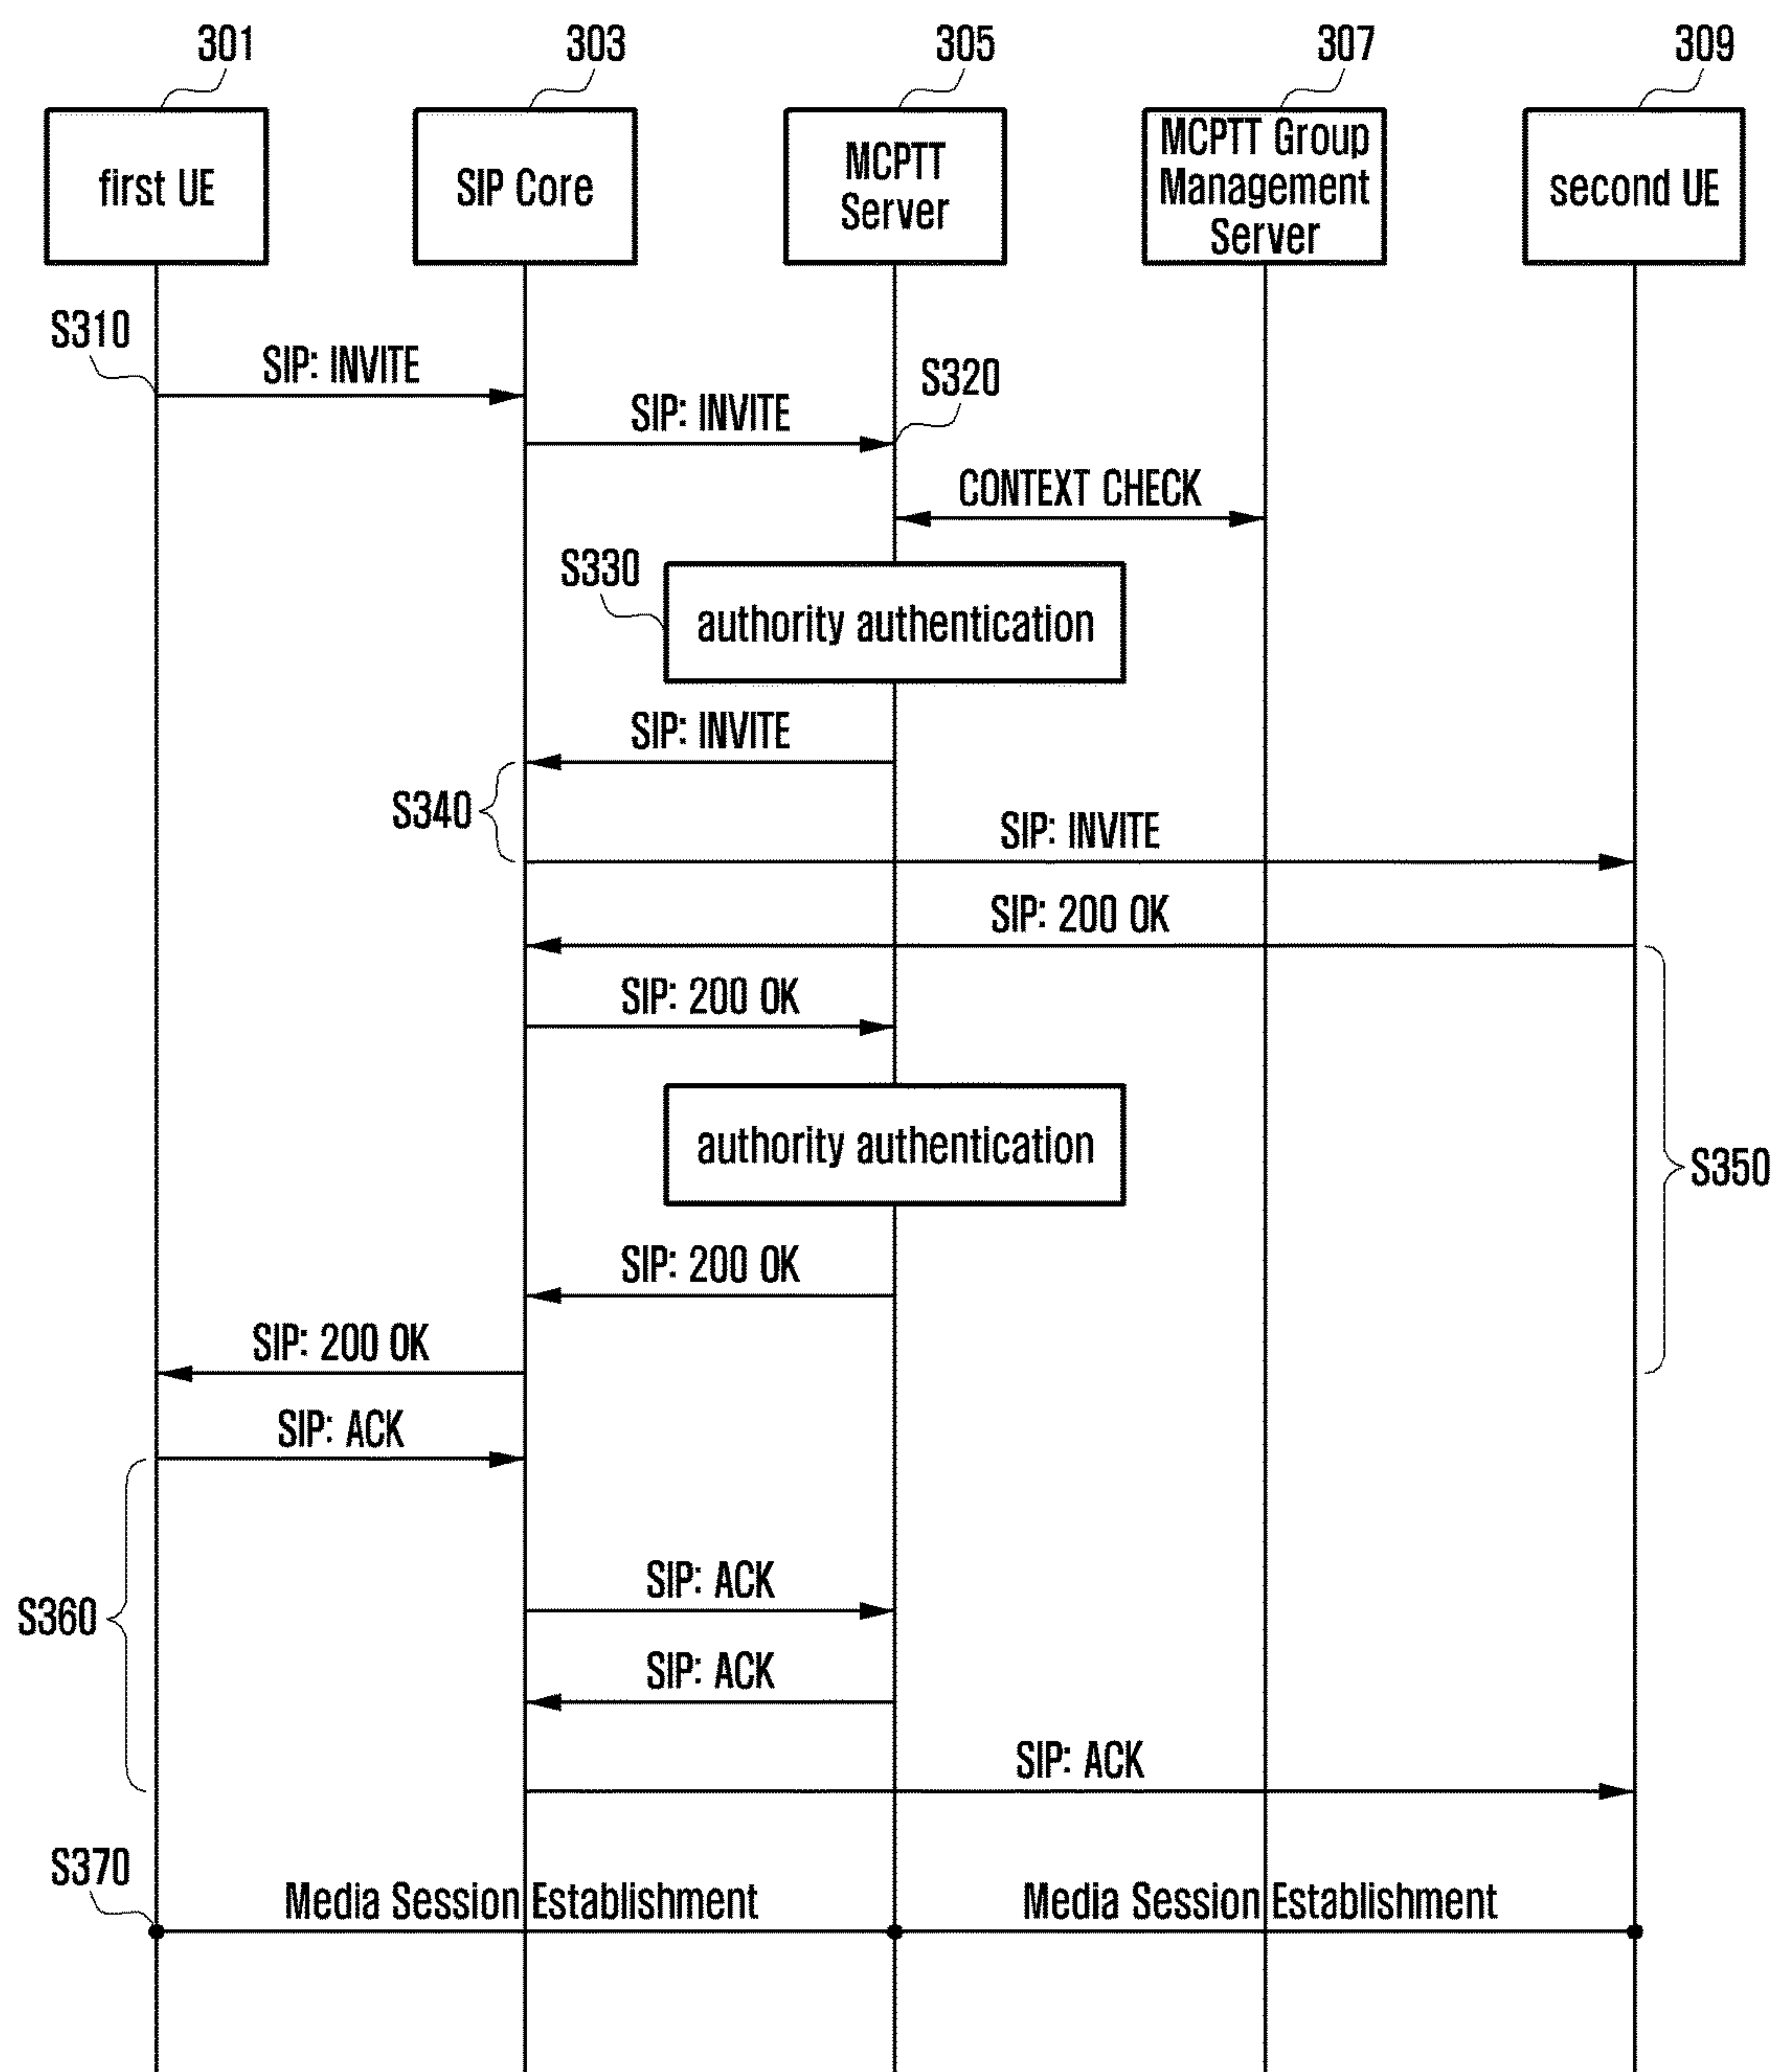 301
303
305
307
309
first UE
SIP Core
MCPTT
Server
MCPTT Group
Management
Server
second UE
S310
SIP: INVITE
SIP: INVITE
S320
CONTEXT CHECK
S330
authority authentication
SIP: INVITE
S340
SIP: INVITE
SIP: 200 OK
SIP: 200 OK
authority authentication
S350
SIP: 200 OK
SIP: 200 OK
SIP: ACK
SIP: ACK
S360
SIP: ACK
SIP: ACK
S370
Media Session Establishment
Media Session Establishment